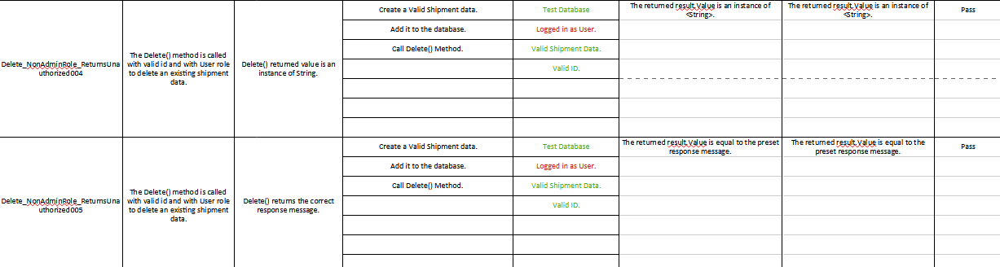 Create a Valid Shipment data.
Test Database
The returned result.Value is an instance of
<String>.
The returned result.Value is an instance of
<String>.
Pass
Add it to the database.
Logged in as User.
Call Delete() Method.
Valid Shipment Data.
Valid ID.
Delete_NonAdminRole_ReturnsUna
uthorized004
The Delete() method is called
with valid id and with User role
to delete an existing shipment
data.
Delete() returned value is an
instance of String.
Create a Valid Shipment data.
Test Database
The returned result.Value is equal to the preset
response message.
The returned result.Value is equal to the
preset response message.
Pass
Add it to the database.
Logged in as User.
Call Delete() Method.
Valid Shipment Data.
Valid ID.
Delete_NonAdminRole_ReturnsUna
uthorized005
The Delete() method is called
with valid id and with User role
to delete an existing shipment
data.
Delete() returns the correct
response message.